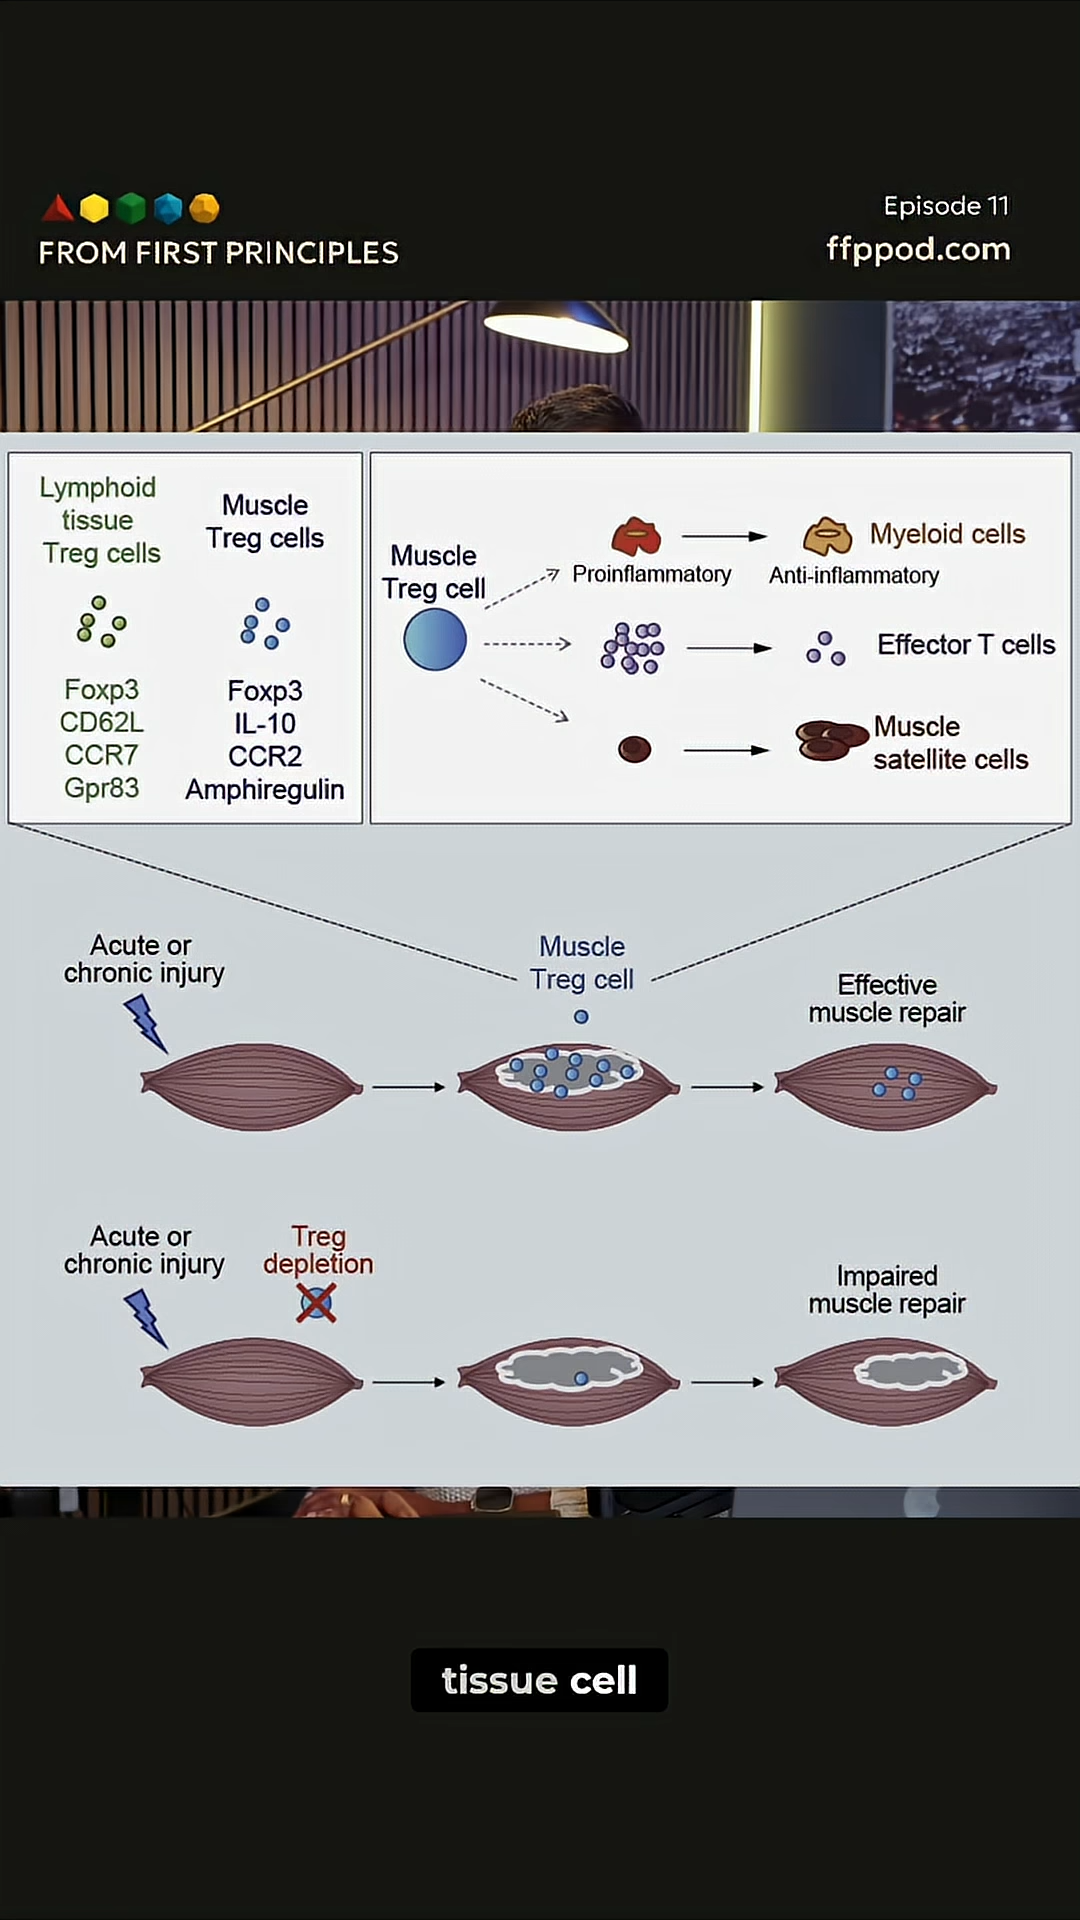 FROM FIRST PRINCIPLES
Episode 11
ffppod.com
Lymphoid
tissue
Treg cells
Foxp3
CD62L
CCR7
Gpr83
Muscle
Treg cells
Foxp3
IL-10
CCR2
Amphiregulin
Muscle
Treg cell
Proinflammatory
Anti-inflammatory
Myeloid cells
Effector T cells
Muscle
satellite cells
Acute or
chronic injury
Muscle
Treg cell
Effective
muscle repair
Acute or
chronic injury
Treg
depletion
Impaired
muscle repair
tissue cell